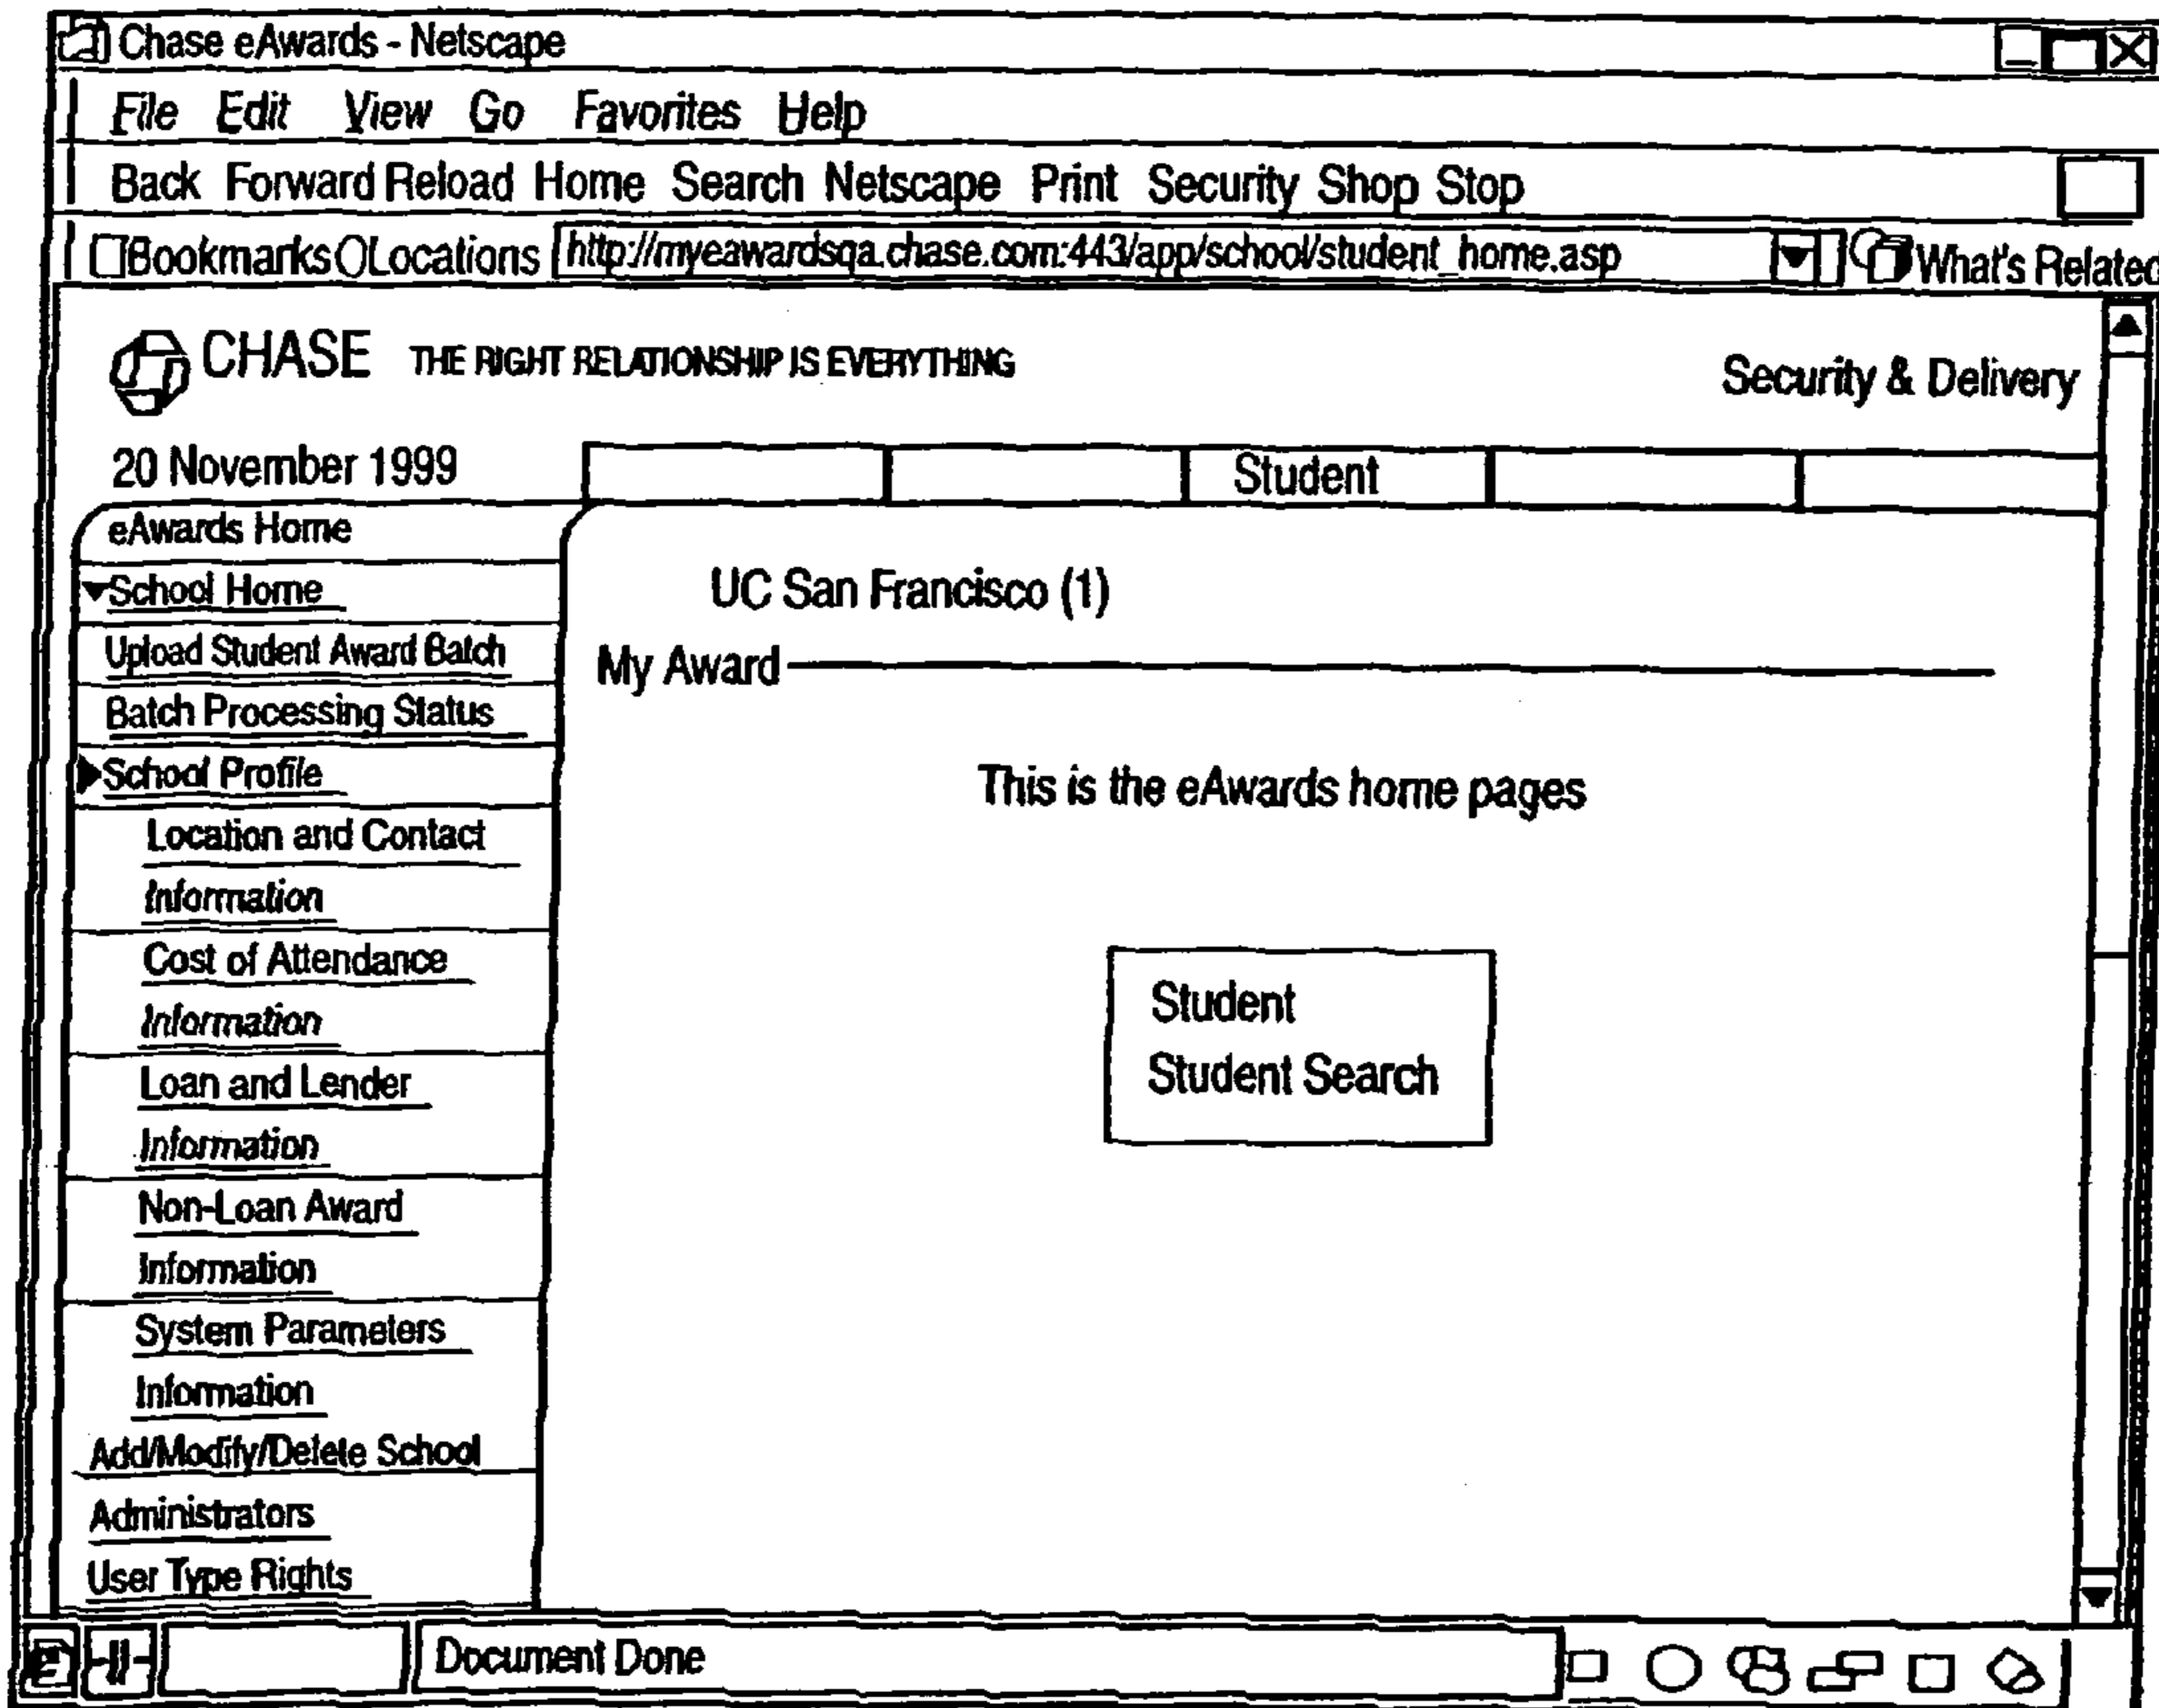 Chase eAwards - Netscape
File Edit View Go Favorites Help
Back Forward Reload Home Search Netscape Print Security Shop Stop
Bookmarks Locations http://myeawardsqa.chase.com:443/app/school/student_home.asp What's Related
CHASE THE RIGHT RELATIONSHIP IS EVERYTHING
Security & Delivery
20 November 1999
Student
eAwards Home
School Home
Upload Student Award Batch
Batch Processing Status
School Profile
Location and Contact
Information
Cost of Attendance
Information
Loan and Lender
Information
Non-Loan Award
Information
System Parameters
Information
Add/Modify/Delete School
Administrators
User Type Rights
UC San Francisco (1)
My Award
This is the eAwards home pages
Student
Student Search
Document Done